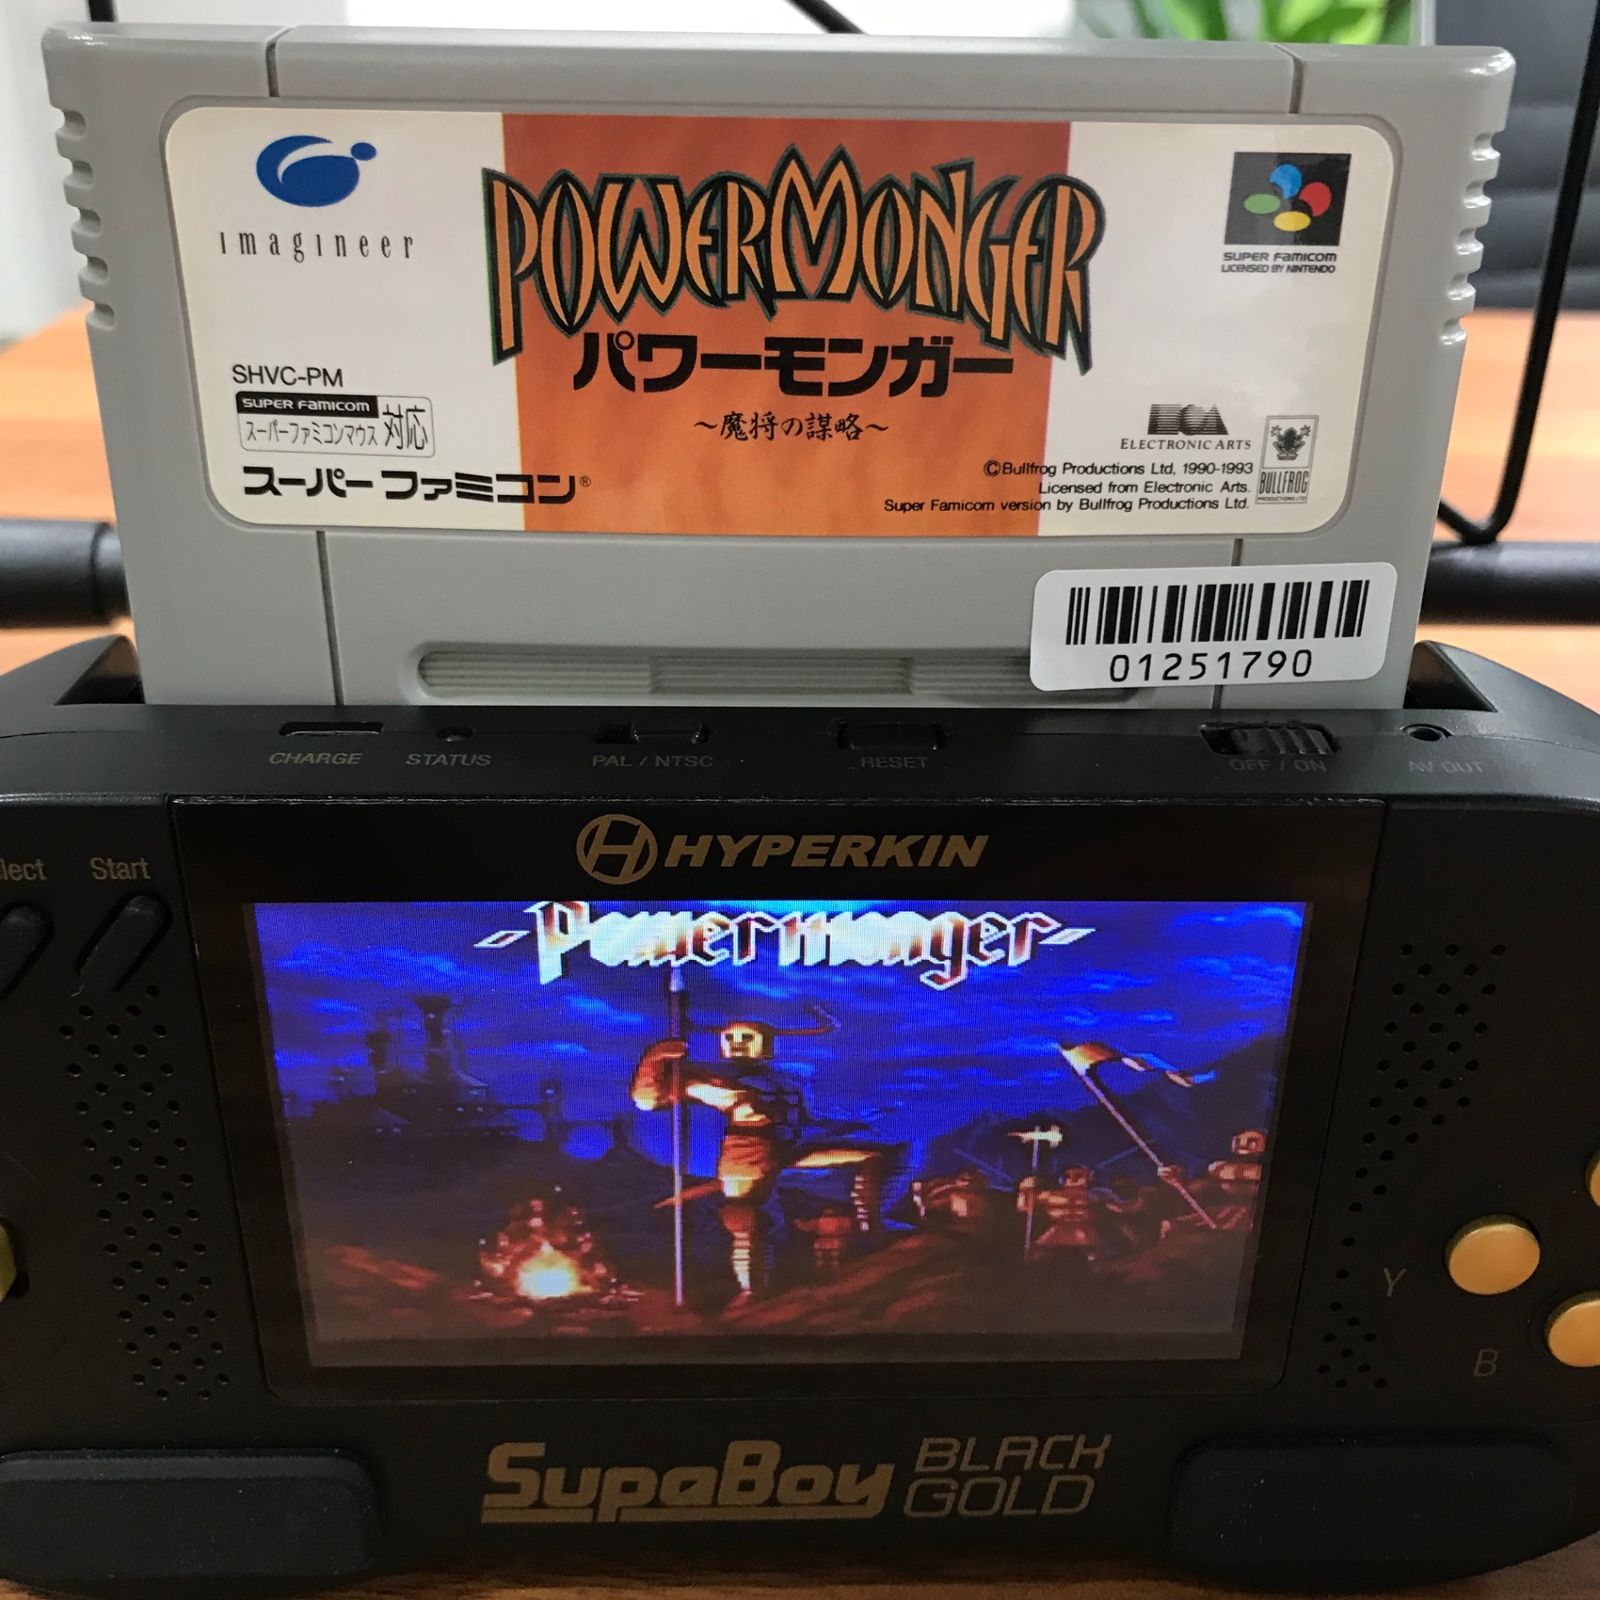 imagineer
POWERMONGER
パワーモンガー
～魔将の謀略～
SUPER FAMICOM
LICENSED BY NINTENDO
SHVC-PM
SUPER FAMICOM
スーパーファミコンマウス 対応
スーパーファミコン®
ELECTRONIC ARTS
©Bullfrog Productions Ltd, 1990-1993
Licensed from Electronic Arts.
Super Famicom version by Bullfrog Productions Ltd.
BULLFROG
PRODUCTIONS LTD
01251790
CHARGE STATUS PAL / NTSC RESET OFF / ON AV OUT
HYPERKIN
lect Start
-Powermonger-
Y
B
SupaBoy BLACK
GOLD